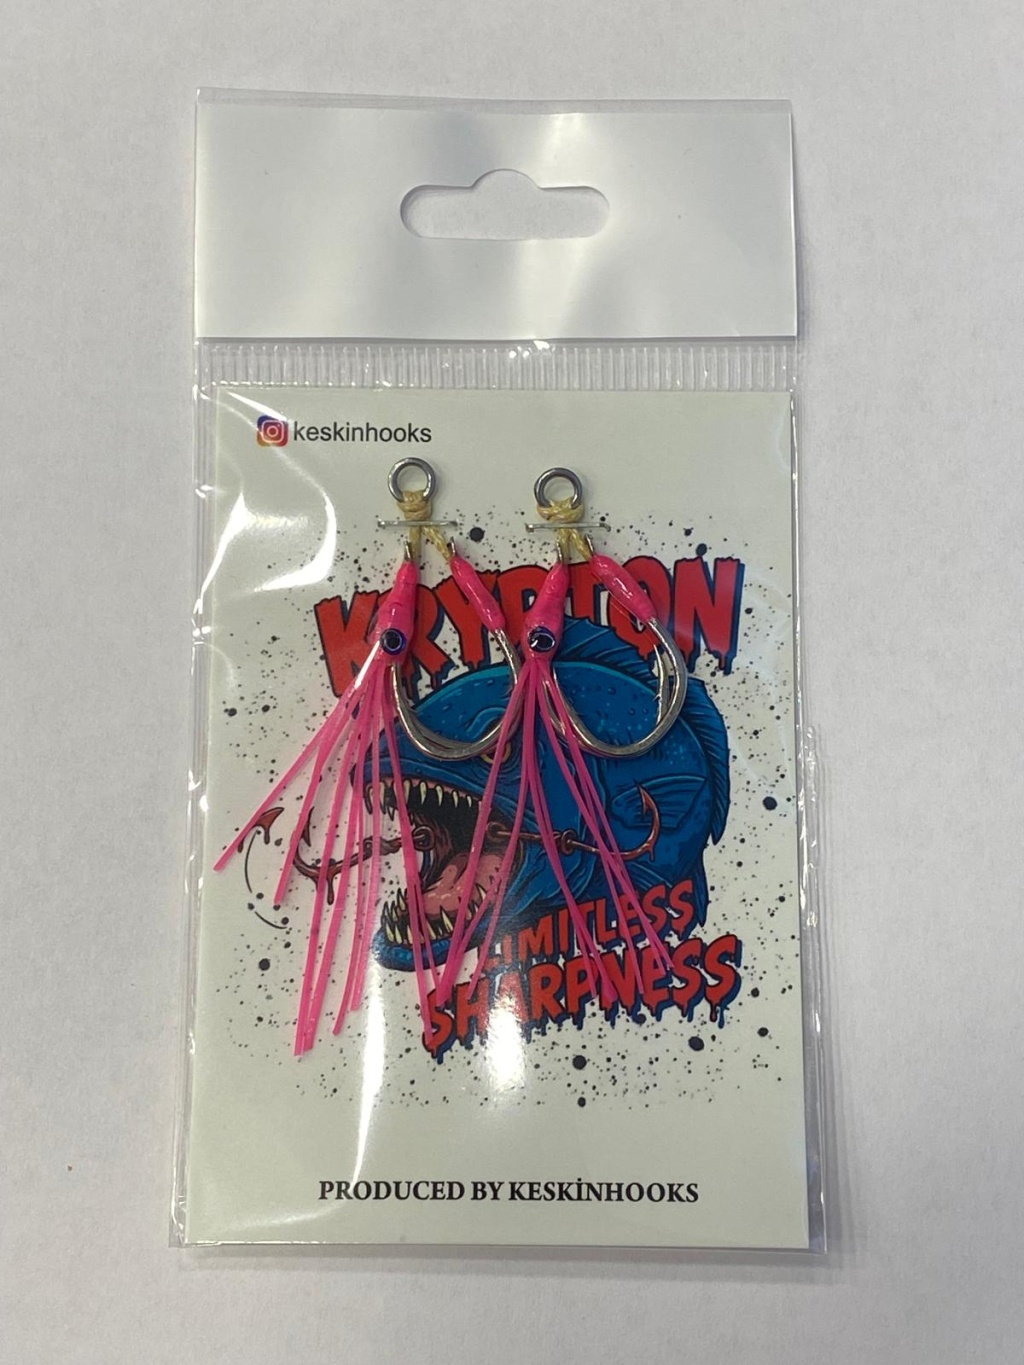 keskinhooks
KRYPTON
LIMITLESS
SHARPNESS
PRODUCED BY KESKİNHOOKS